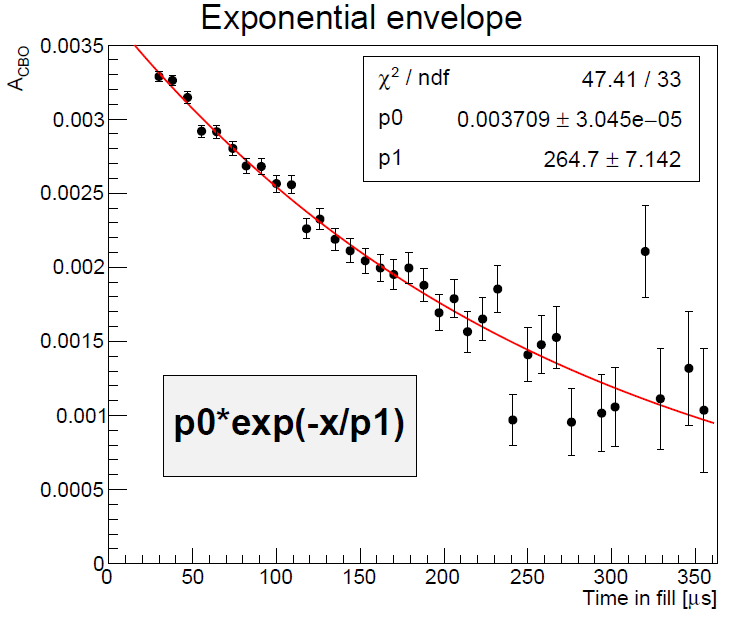 Exponential envelope
A_CBO
0.0035
0.003
0.0025
0.002
0.0015
0.001
0.0005
0
χ² / ndf 47.41 / 33
p0 0.003709 ± 3.045e−05
p1 264.7 ± 7.142
p0*exp(-x/p1)
0 50 100 150 200 250 300 350
Time in fill [μs]